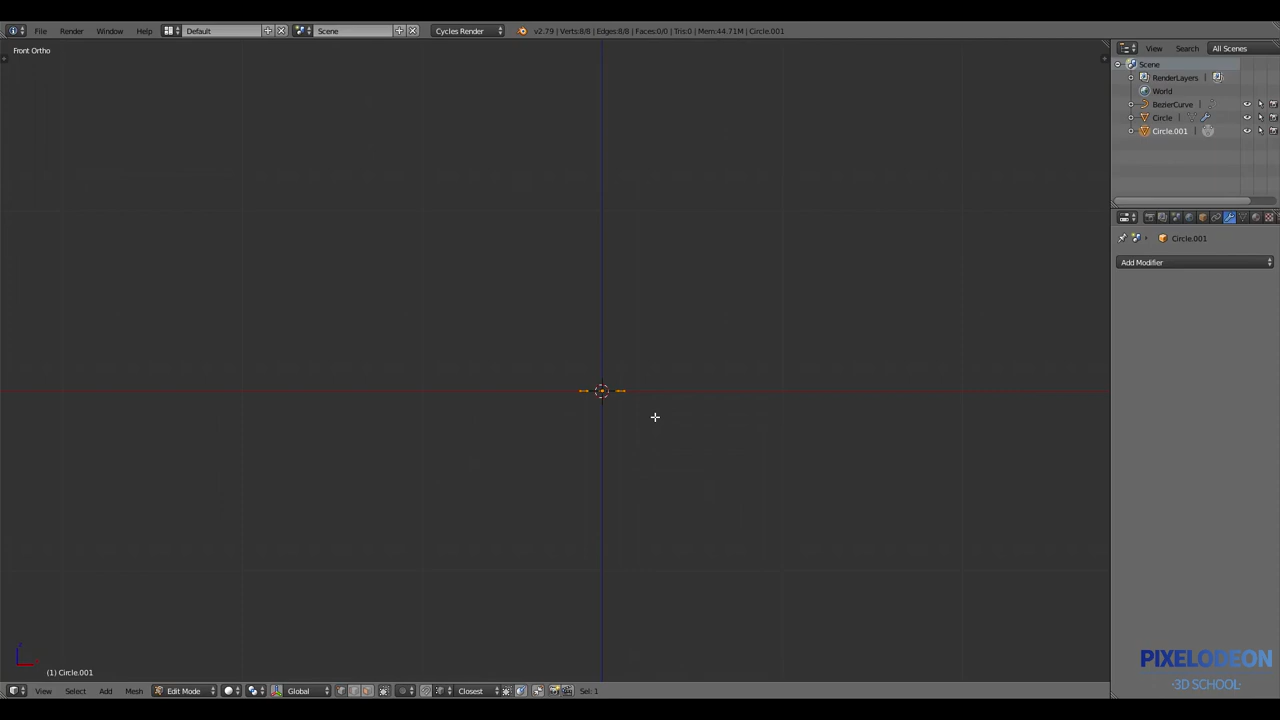 File Render Window Help Default Scene Cycles Render v2.79 | Verts:8/8 | Edges:8/8 | Faces:0/0 | Tris:0 | Mem:44.71M | Circle.001
Front Ortho
View Search All Scenes
Scene
RenderLayers
World
BezierCurve
Circle
Circle.001
Circle.001
Add Modifier
PIXELODEON
·3D SCHOOL·
(1) Circle.001
View Select Add Mesh Edit Mode Global Closest Sel: 1